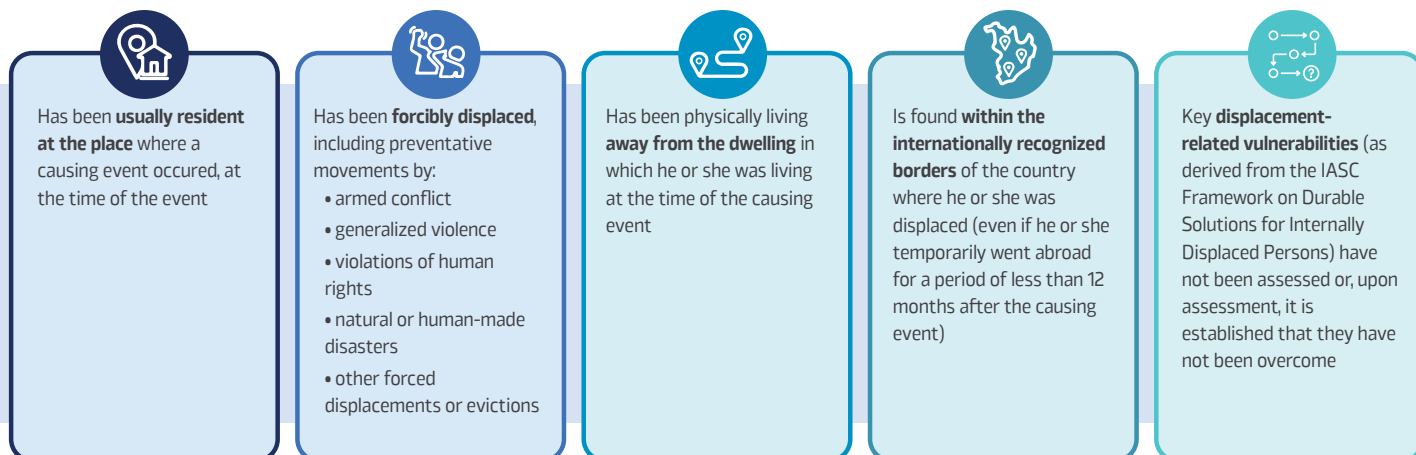 Has been usually resident
at the place where a
causing event occured, at
the time of the event
Has been forcibly displaced,
including preventative
movements by:
• armed conflict
• generalized violence
• violations of human
rights
• natural or human-made
disasters
• other forced
displacements or evictions
Has been physically living
away from the dwelling in
which he or she was living
at the time of the causing
event
Is found within the
internationally recognized
borders of the country
where he or she was
displaced (even if he or she
temporarily went abroad
for a period of less than 12
months after the causing
event)
?
Key displacement-
related vulnerabilities (as
derived from the IASC
Framework on Durable
Solutions for Internally
Displaced Persons) have
not been assessed or, upon
assessment, it is
established that they have
not been overcome